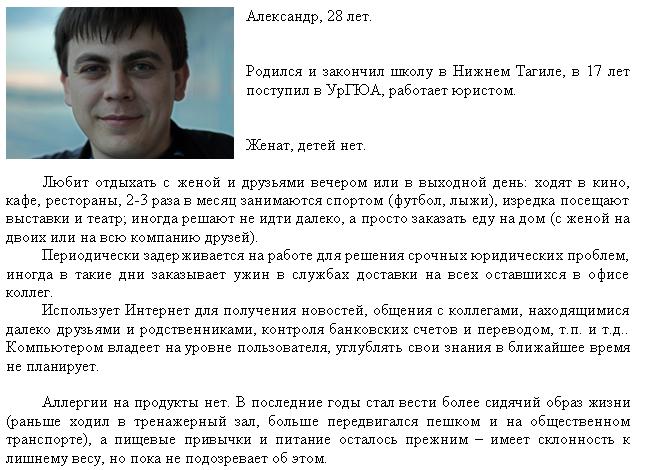 Александр, 28 лет.
Родился и закончил школу в Нижнем Тагиле, в 17 лет
поступил в УрГЮА, работает юристом.
Женат, детей нет.
Любит отдыхать с женой и друзьями вечером или в выходной день: ходят в кино,
кафе, рестораны, 2-3 раза в месяц занимаются спортом (футбол, лыжи), изредка посещают
выставки и театр; иногда решают не идти далеко, а просто заказать еду на дом (с женой на
двоих или на всю компанию друзей).
Периодически задерживается на работе для решения срочных юридических проблем,
иногда в такие дни заказывает ужин в службах доставки на всех оставшихся в офисе
коллег.
Использует Интернет для получения новостей, общения с коллегами, находящимися
далеко друзьями и родственниками, контроля банковских счетов и переводом, т.п. и т.д..
Компьютером владеет на уровне пользователя, углублять свои знания в ближайшее время
не планирует.
Аллергии на продукты нет. В последние годы стал вести более сидячий образ жизни
(раньше ходил в тренажерный зал, больше передвигался пешком и на общественном
транспорте), а пищевые привычки и питание осталось прежним – имеет склонность к
лишнему весу, но пока не подозревает об этом.